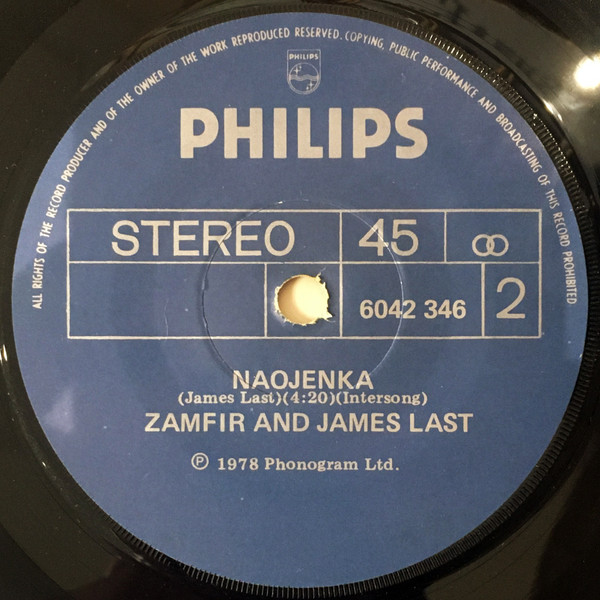 ALL RIGHTS OF THE RECORD PRODUCER AND OF THE OWNER OF THE WORK REPRODUCED RESERVED. COPYING, PUBLIC PERFORMANCE AND BROADCASTING OF THIS RECORD PROHIBITED
PHILIPS
PHILIPS
STEREO 45
6042 346 2
NAOJENKA
(James Last)(4:20)(Intersong)
ZAMFIR AND JAMES LAST
℗ 1978 Phonogram Ltd.